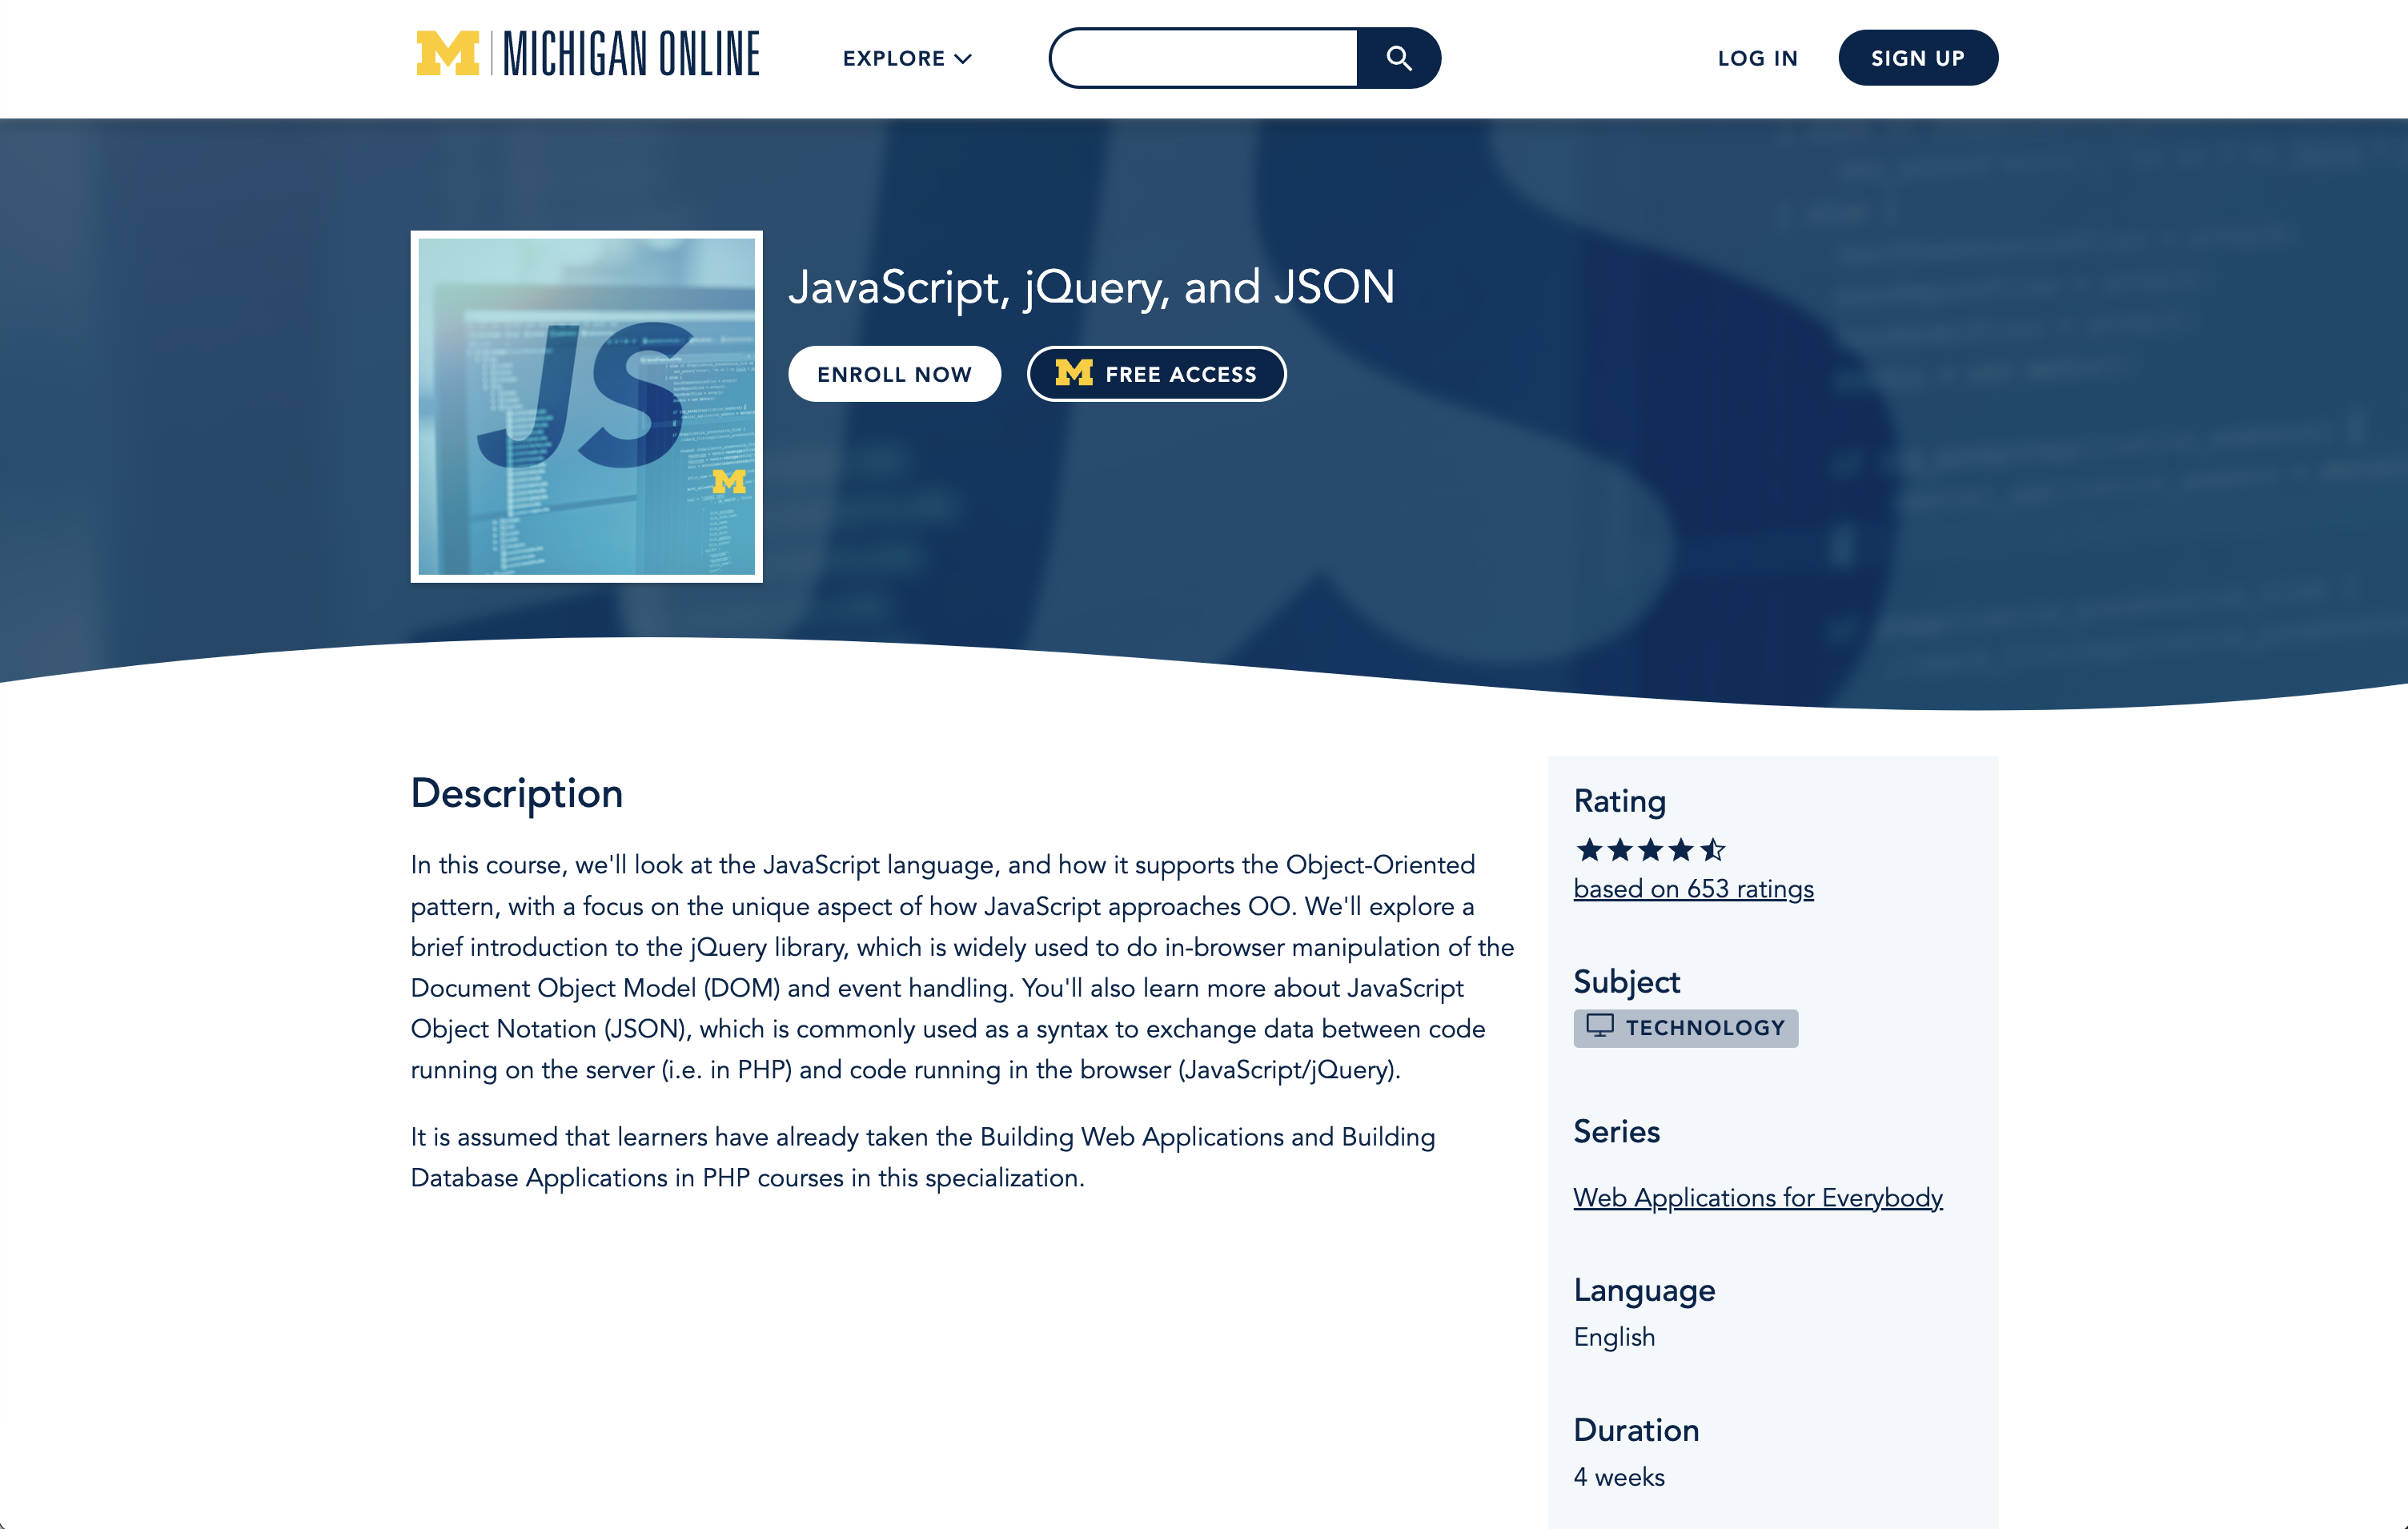 M MICHIGAN ONLINE
EXPLORE
LOG IN
SIGN UP
JS
M
JavaScript, jQuery, and JSON
ENROLL NOW
M FREE ACCESS
Description
In this course, we'll look at the JavaScript language, and how it supports the Object-Oriented
pattern, with a focus on the unique aspect of how JavaScript approaches OO. We'll explore a
brief introduction to the jQuery library, which is widely used to do in-browser manipulation of the
Document Object Model (DOM) and event handling. You'll also learn more about JavaScript
Object Notation (JSON), which is commonly used as a syntax to exchange data between code
running on the server (i.e. in PHP) and code running in the browser (JavaScript/jQuery).
It is assumed that learners have already taken the Building Web Applications and Building
Database Applications in PHP courses in this specialization.
Rating
based on 653 ratings
Subject
TECHNOLOGY
Series
Web Applications for Everybody
Language
English
Duration
4 weeks